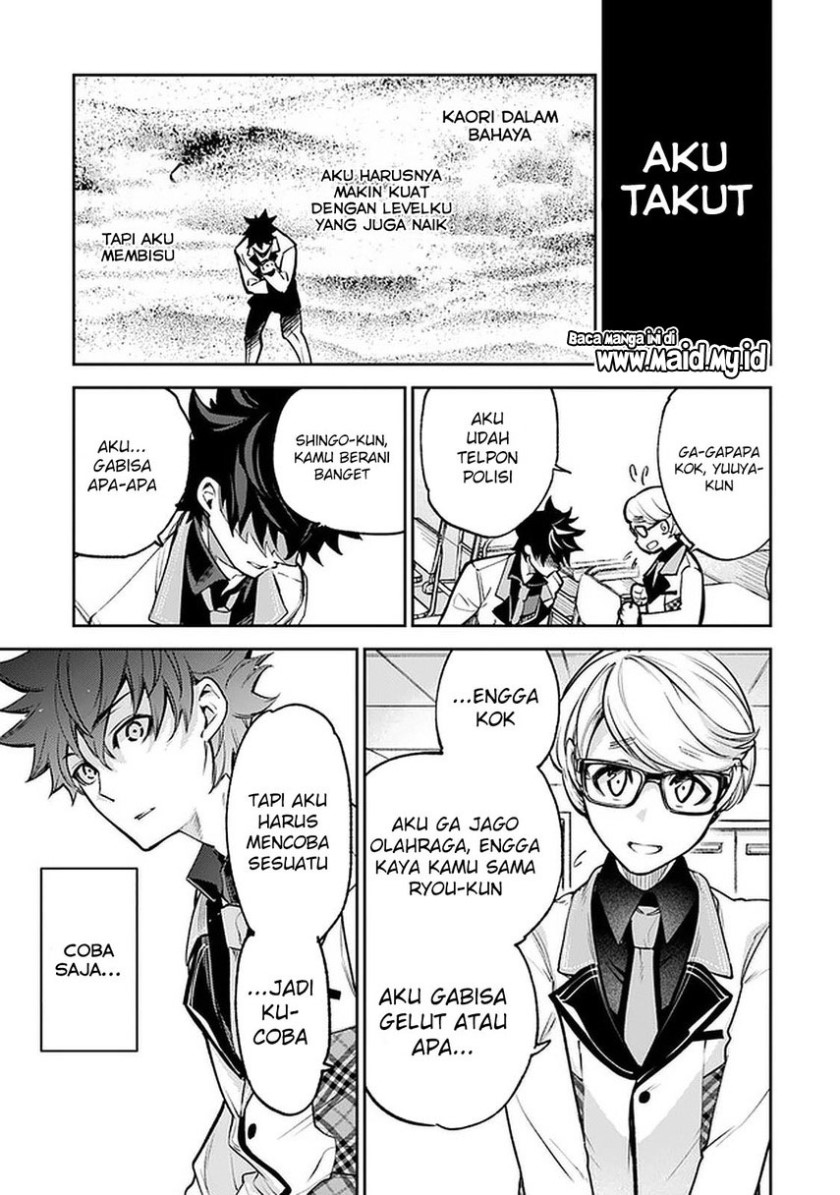 AKU
TAKUT
KAORI DALAM
BAHAYA
AKU HARUSNYA
MAKIN KUAT
DENGAN LEVELKU
YANG JUGA NAIK
TAPI AKU
MEMBISU
Baca Manga ini di
www.Maid.My.id
GA-GAPAPA
KOK, YUUYA-
KUN
AKU
UDAH
TELPON
POLISI
SHINGO-KUN,
KAMU BERANI
BANGET
AKU...
GABISA
APA-APA
...ENGGA
KOK
AKU GA JAGO
OLAHRAGA, ENGGA
KAYA KAMU SAMA
RYOU-KUN
AKU GABISA
GELUT ATAU
APA...
TAPI AKU
HARUS
MENCOBA
SESUATU
...JADI
KU-
COBA
COBA
SAJA...